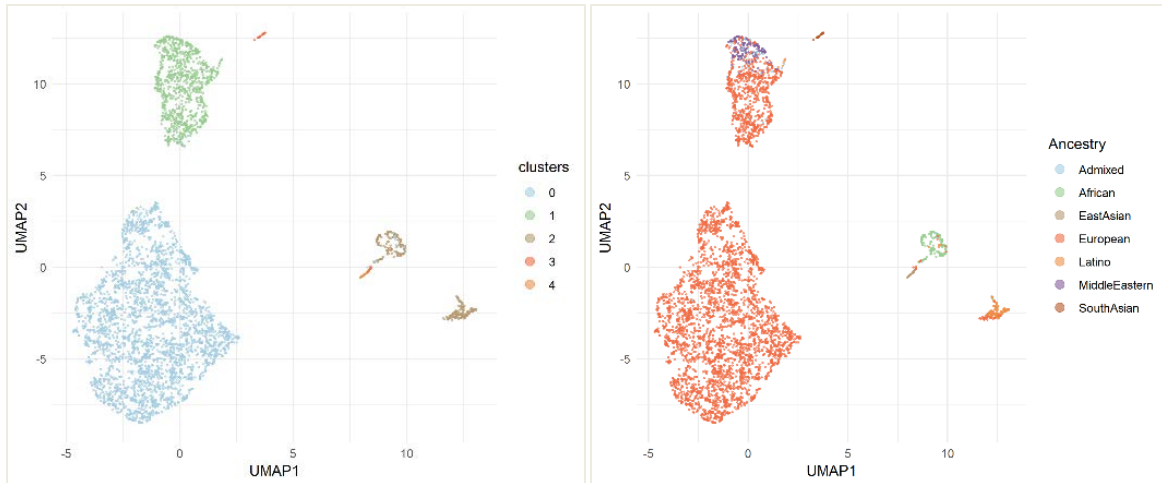 10
5
0
-5
UMAP2
-5
0
5
10
UMAP1
clusters
0
1
2
3
4
10
5
0
-5
UMAP2
-5
0
5
10
UMAP1
Ancestry
Admixed
African
EastAsian
European
Latino
MiddleEastern
SouthAsian